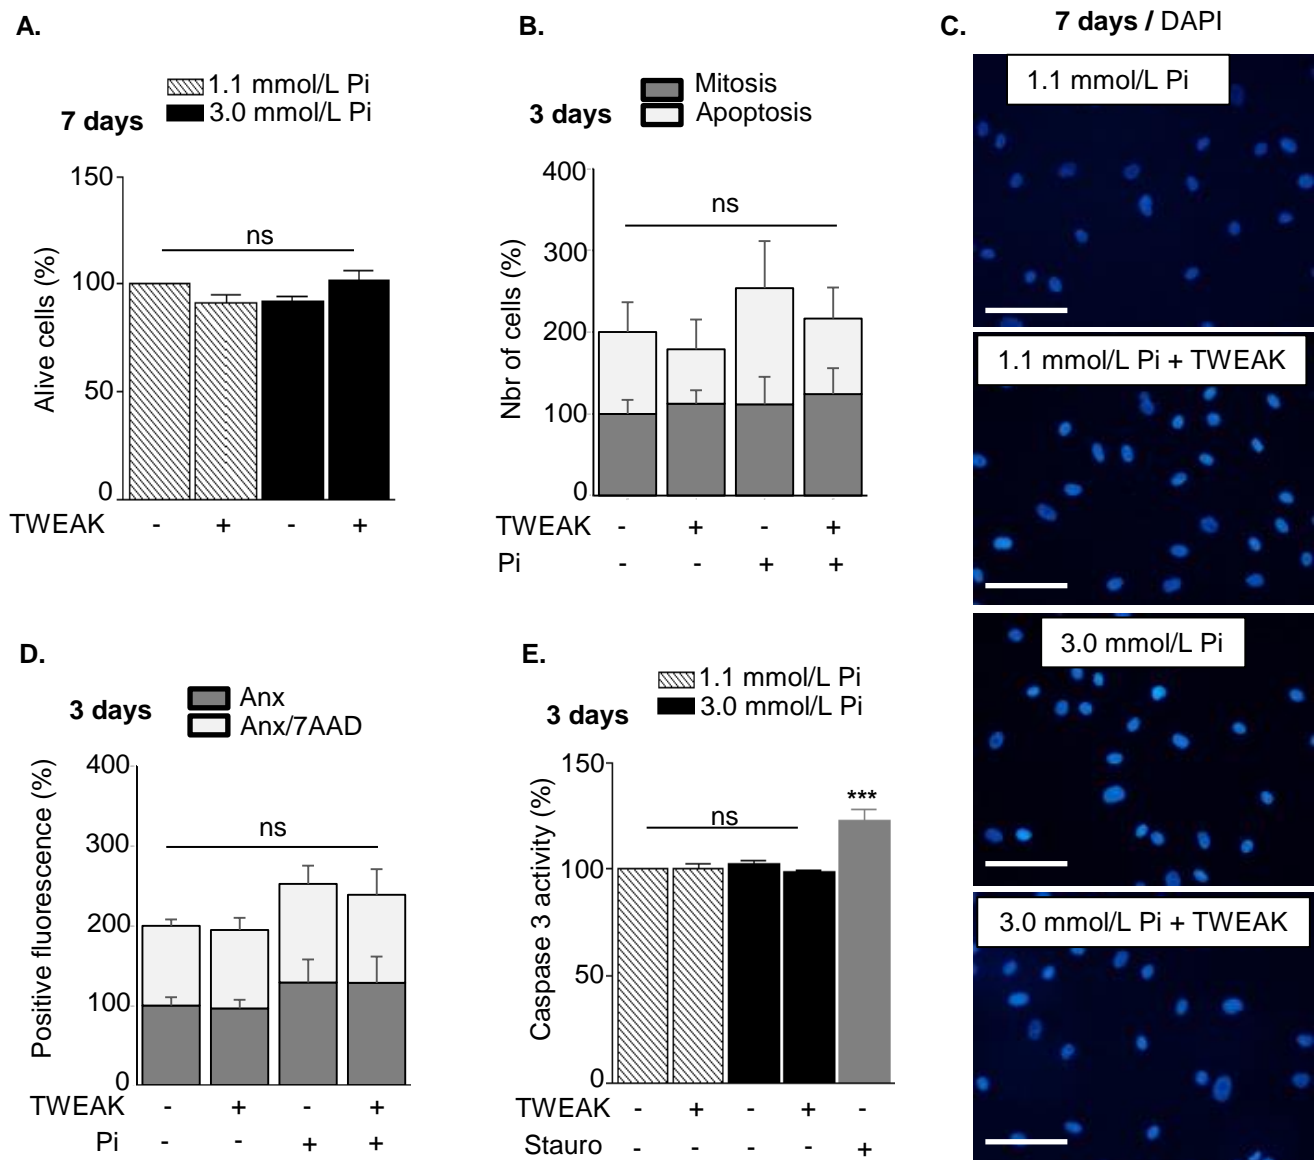 A.
1.1 mmol/L Pi
3.0 mmol/L Pi
7 days
150
100
50
0
Alive cells (%)
ns
TWEAK - + - +
B.
Mitosis
Apoptosis
3 days
400
300
200
100
0
Nbr of cells (%)
ns
TWEAK - + - +
Pi - - + +
C.
7 days / DAPI
1.1 mmol/L Pi
1.1 mmol/L Pi + TWEAK
3.0 mmol/L Pi
3.0 mmol/L Pi + TWEAK
D.
Anx
Anx/7AAD
3 days
400
300
200
100
0
Positive fluorescence (%)
ns
TWEAK - + - +
Pi - - + +
E.
1.1 mmol/L Pi
3.0 mmol/L Pi
3 days
150
100
50
0
Caspase 3 activity (%)
ns
***
TWEAK - + - + -
Stauro - - - - +